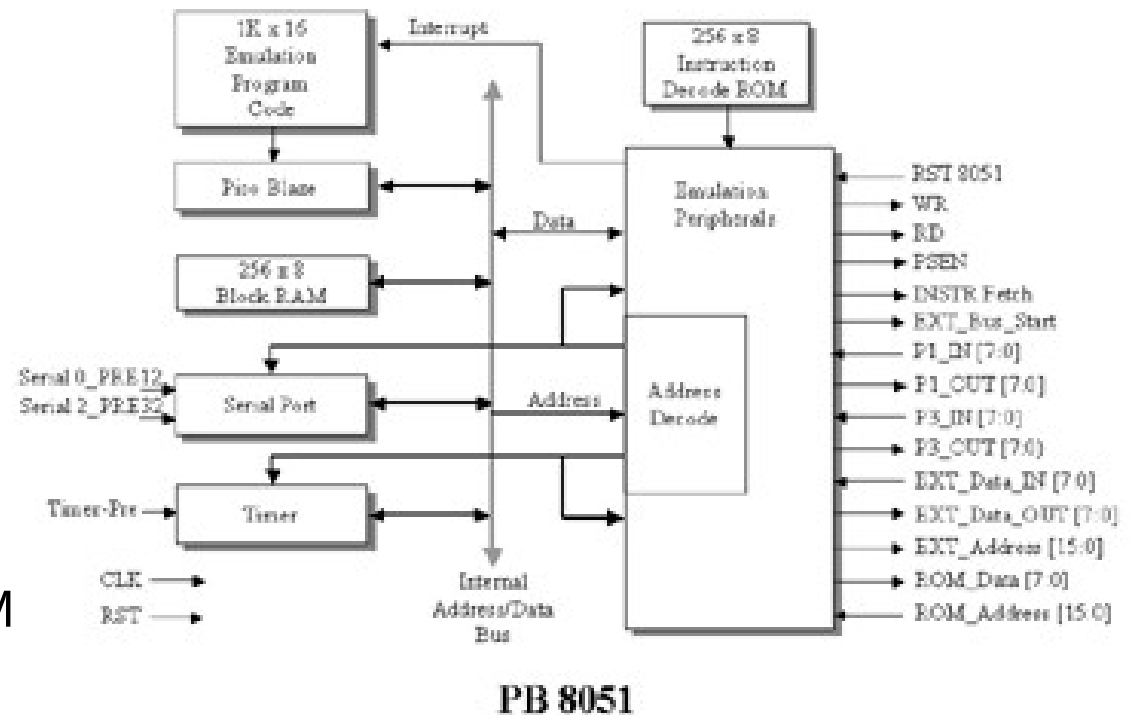 1K x 16
Emulation
Program
Code
Interrupt
256 x 8
Instruction
Decode ROM
Pico Blaze
Emulation
Peripherals
Data
256 x 8
Block RAM
Serial 0_PRE12
Serial 2_PRE32
Serial Port
Address
Address
Decode
Timer-Pre
Timer
CLK
RST
M
Internal
Address/Data
Bus
RST 8051
WR
RD
PSEN
INSTR Fetch
EXT_Bus_Start
P1_IN [7:0]
P1_OUT [7:0]
P3_IN [7:0]
P3_OUT [7:0)
EXT_Data_IN [7:0]
EXT_Data_OUT [7:0]
EXT_Address [15:0]
ROM_Data [7:0]
ROM_Address [15:0]
PB 8051